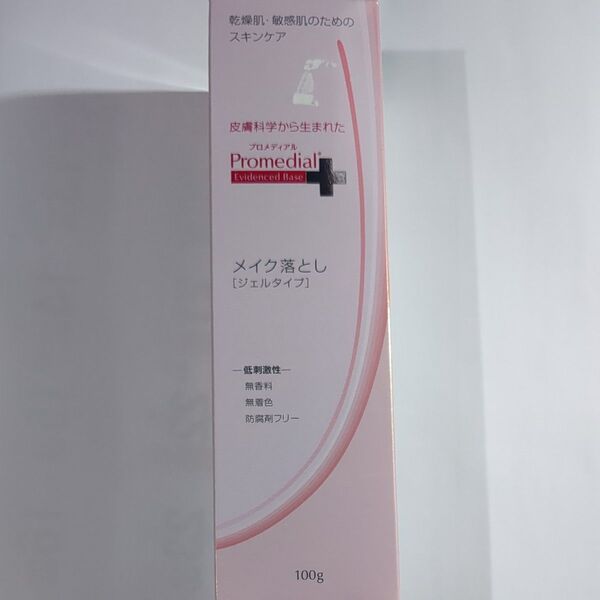 乾燥肌・敏感肌のための
スキンケア
皮膚科学から生まれた
プロメディアル
Promedial®
Evidenced Base
メイク落とし
[ジェルタイプ]
―低刺激性―
無香料
無着色
防腐剤フリー
100g